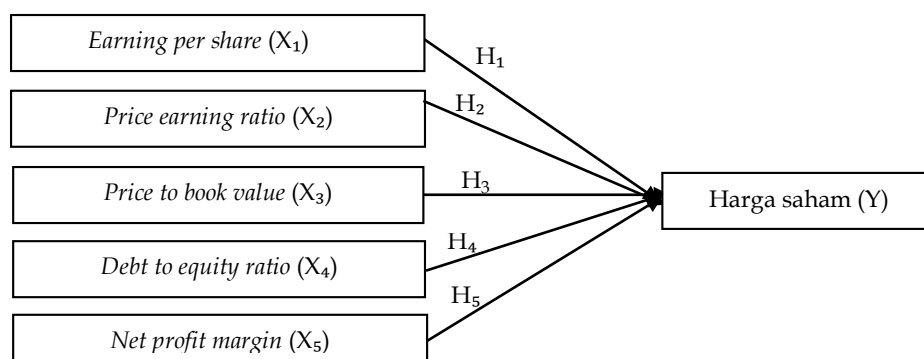 Earning per share (X₁)
H₁
Price earning ratio (X₂)
H₂
Price to book value (X₃)
H₃
Harga saham (Y)
Debt to equity ratio (X₄)
H₄
Net profit margin (X₅)
H₅